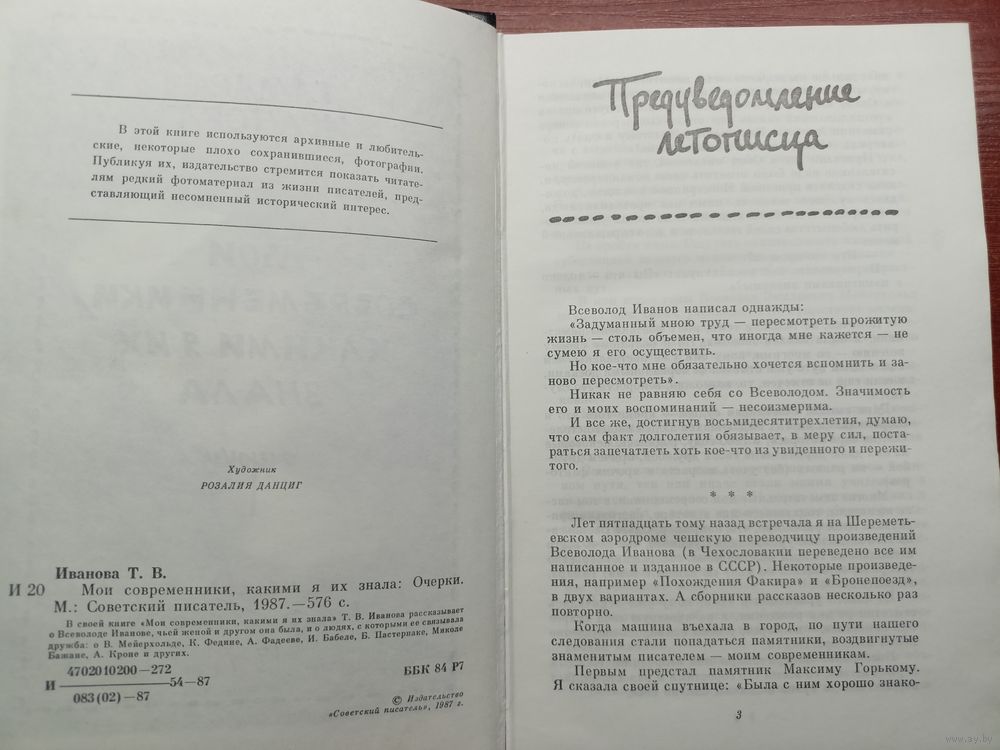 В этой книге используются архивные и любитель-
ские, некоторые плохо сохранившиеся, фотографии.
Публикуя их, издательство стремится показать читате-
лям редкий фотоматериал из жизни писателей, пред-
ставляющий несомненный исторический интерес.
Художник
РОЗАЛИЯ ДАНЦИГ
Иванова Т. В.
И 20 Мои современники, какими я их знала: Очерки.
М.: Советский писатель, 1987.—576 с.
В своей книге «Мои современники, какими я их знала» Т. В. Иванова рассказывает
о Всеволоде Иванове, чьей женой и другом она была, и о людях, с которыми ее связывала
дружба: о В. Мейерхольде, К. Федине, А. Фадееве, И. Бабеле, Б. Пастернаке, Миколе
Бажане, А. Кроне и других.
4702010200—272
И 54—87
083(02)—87
ББК 84 Р7
© Издательство
«Советский писатель», 1987 г.
Предуведомление
летописца
Всеволод Иванов написал однажды:
«Задуманный мною труд — пересмотреть прожитую
жизнь — столь объемен, что иногда мне кажется — не
сумею я его осуществить.
Но кое-что мне обязательно хочется вспомнить и за-
ново пересмотреть».
Никак не равняю себя со Всеволодом. Значимость
его и моих воспоминаний — несоизмерима.
И все же, достигнув восьмидесятитрехлетия, думаю,
что сам факт долголетия обязывает, в меру сил, поста-
раться запечатлеть хоть кое-что из увиденного и пережи-
того.
* * *
Лет пятнадцать тому назад встречала я на Шереметь-
евском аэродроме чешскую переводчицу произведений
Всеволода Иванова (в Чехословакии переведено все им
написанное и изданное в СССР). Некоторые произведе-
ния, например «Похождения Факира» и «Бронепоезд»,
в двух вариантах. А сборники рассказов несколько раз
повторно.
Когда машина въехала в город, по пути нашего
следования стали попадаться памятники, воздвигнутые
знаменитым писателем — моим современникам.
Первым предстал памятник Максиму Горькому.
Я сказала своей спутнице: «Была с ним хорошо знако-
3
www.ay.by